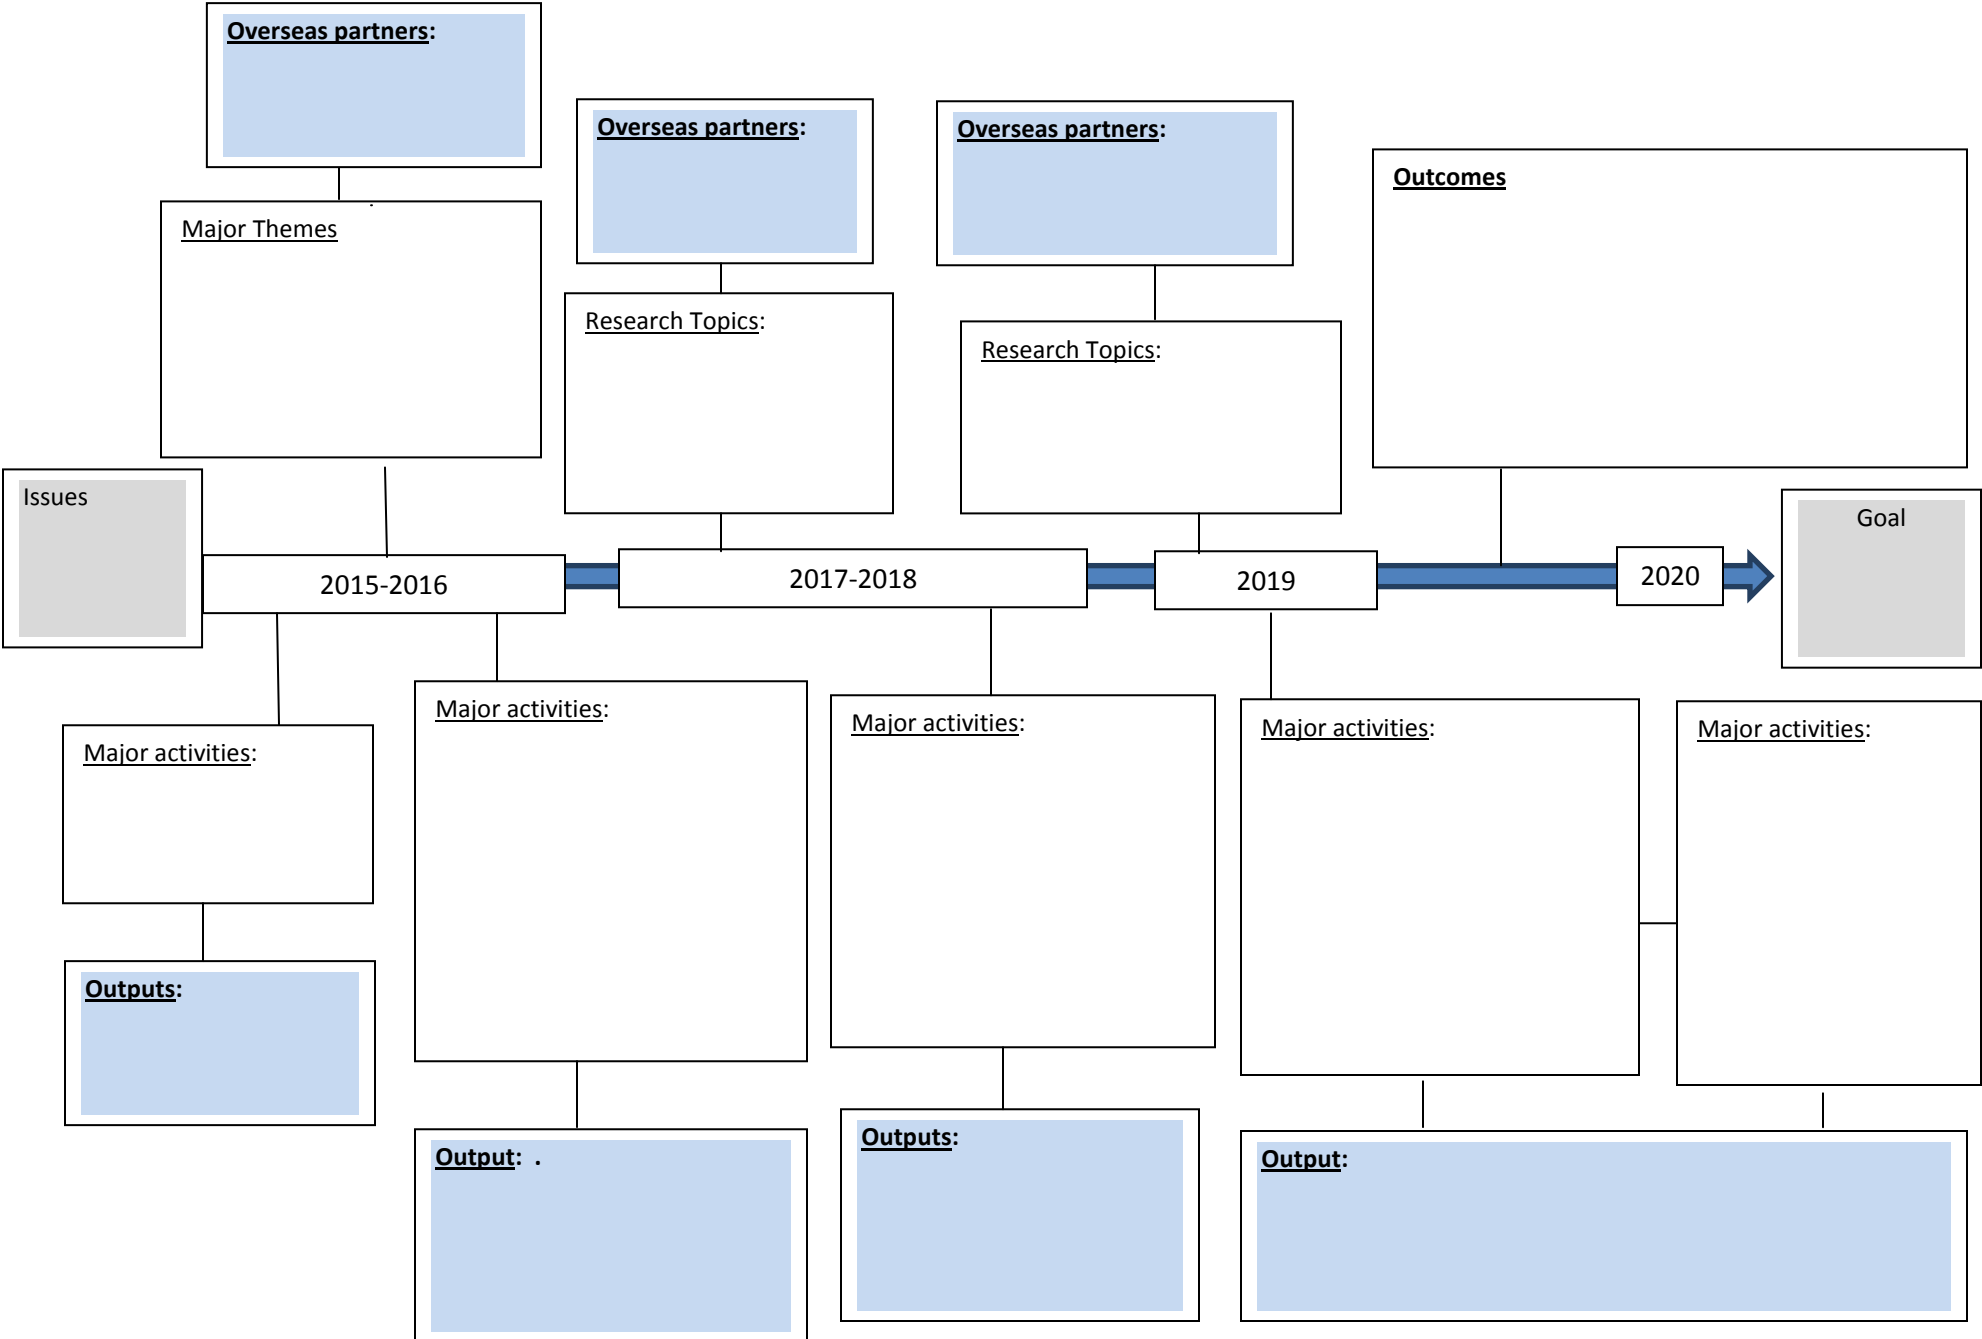 Overseas partners:
Overseas partners:
Overseas partners:
Outcomes
Major Themes
.
Research Topics:
Research Topics:
Issues
Goal
2015-2016
2017-2018
2019
2020
Major activities:
Major activities:
Major activities:
Major activities:
Major activities:
Outputs:
Output: .
Outputs:
Output: